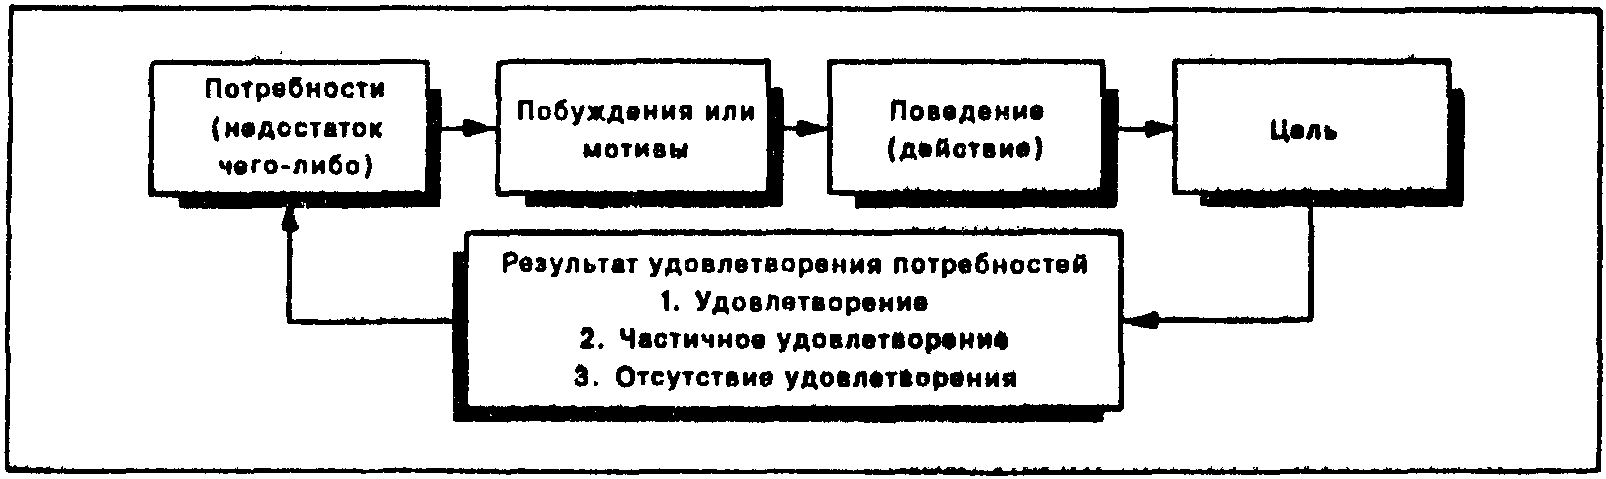 Потребности
(недостаток
чего-либо)
Побуждения или
мотивы
Поведение
(действие)
Цель
Результат удовлетворения потребностей
1. Удовлетворение
2. Частичное удовлетворение
3. Отсутствие удовлетворения